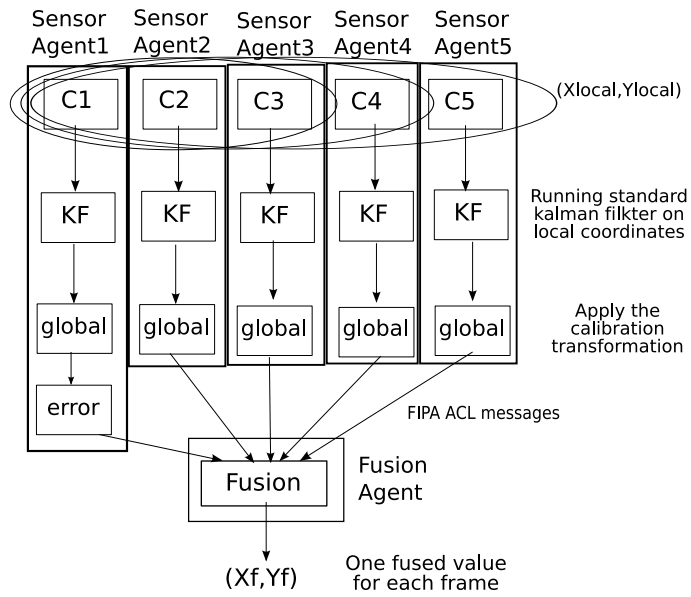 Sensor Agent1
Sensor Agent2
Sensor Agent3
Sensor Agent4
Sensor Agent5
C1
C2
C3
C4
C5
(Xlocal,Ylocal)
KF
KF
KF
KF
KF
Running standard
kalman filkter on
local coordinates
global
global
global
global
global
Apply the
calibration
transformation
error
FIPA ACL messages
Fusion
Fusion
Agent
(Xf,Yf)
One fused value
for each frame